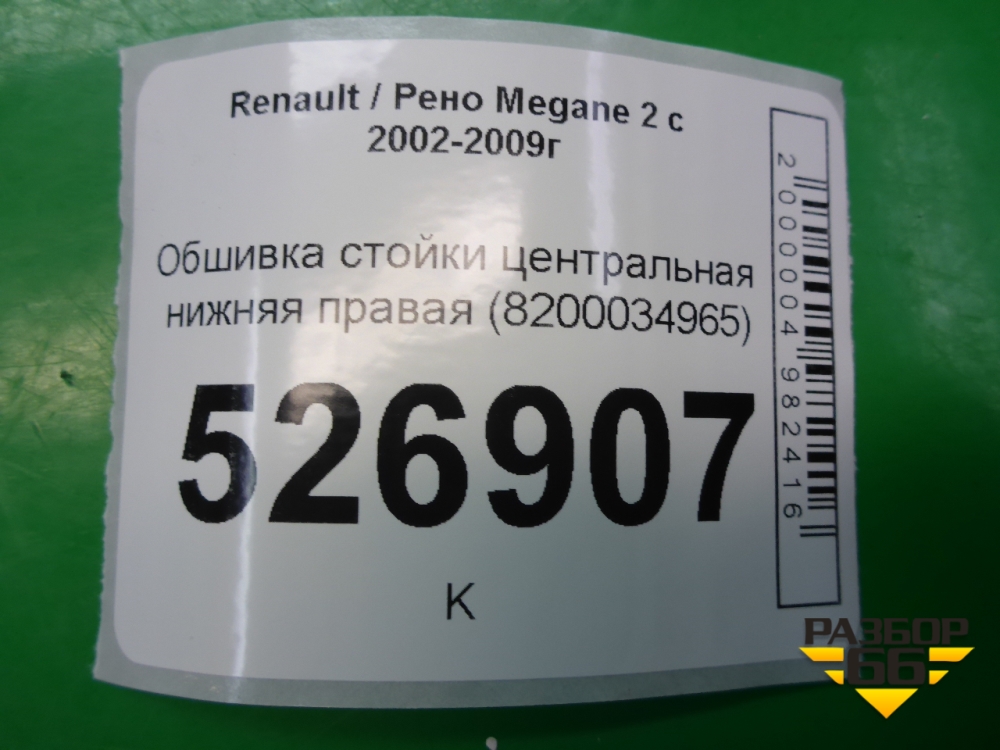 Renault / Рено Megane 2 с
2002-2009г
Обшивка стойки центральная
нижняя правая (8200034965)
526907
К
2000004982416
РАЗБОР
66